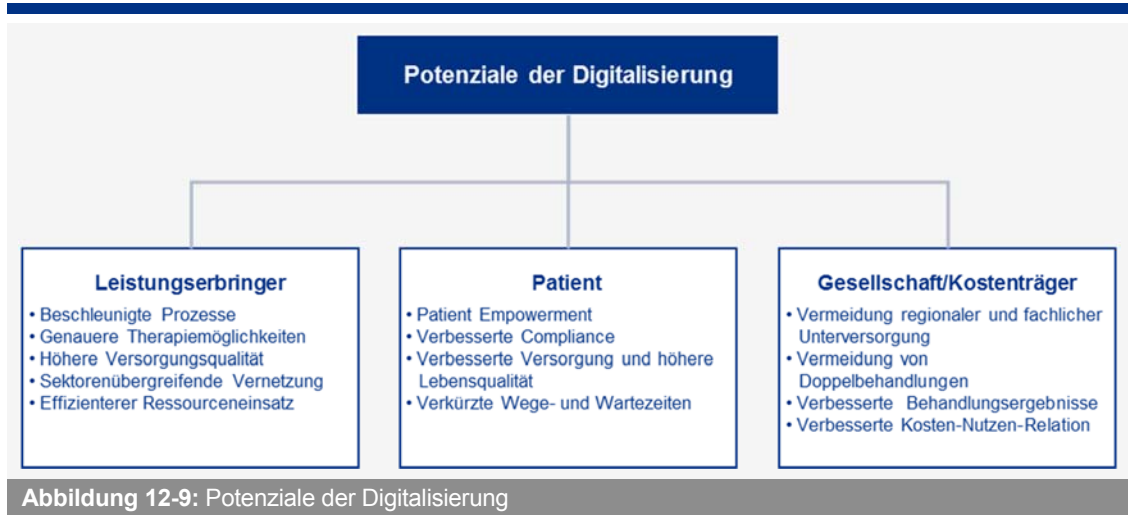 Potenziale der Digitalisierung
Leistungserbringer
• Beschleunigte Prozesse
• Genauere Therapiemöglichkeiten
• Höhere Versorgungsqualität
• Sektorenübergreifende Vernetzung
• Effizienterer Ressourceneinsatz
Patient
• Patient Empowerment
• Verbesserte Compliance
• Verbesserte Versorgung und höhere
Lebensqualität
• Verkürzte Wege- und Wartezeiten
Gesellschaft/Kostenträger
• Vermeidung regionaler und fachlicher
Unterversorgung
• Vermeidung von
Doppelbehandlungen
• Verbesserte Behandlungsergebnisse
• Verbesserte Kosten-Nutzen-Relation
Abbildung 12-9: Potenziale der Digitalisierung